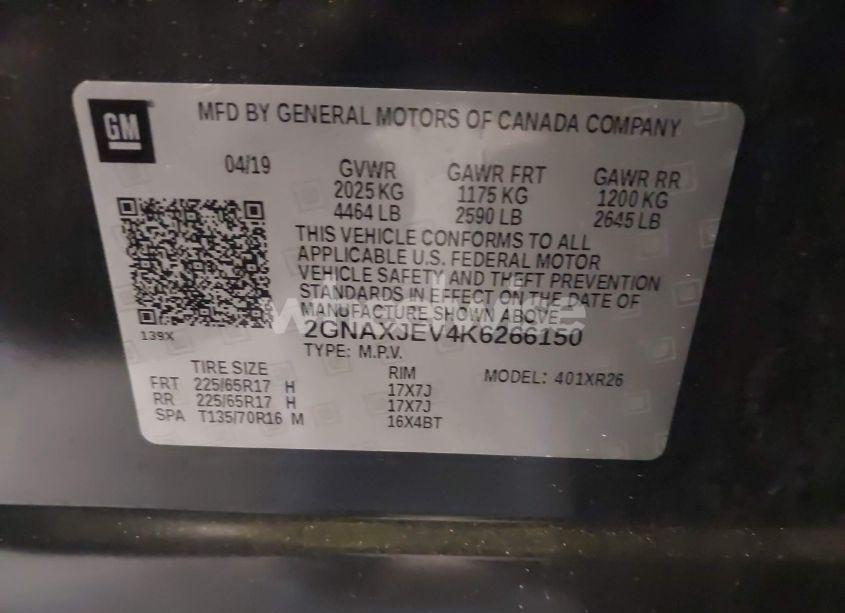 GM
MFD BY GENERAL MOTORS OF CANADA COMPANY
04/19 GVWR GAWR FRT GAWR RR
2025 KG 1175 KG 1200 KG
4464 LB 2590 LB 2645 LB
THIS VEHICLE CONFORMS TO ALL
APPLICABLE U.S. FEDERAL MOTOR
VEHICLE SAFETY AND THEFT PREVENTION
STANDARDS IN EFFECT ON THE DATE OF
MANUFACTURE SHOWN ABOVE.
2GNAXJEV4K6266150
139X
TYPE: M.P.V.
TIRE SIZE RIM MODEL: 401XR26
FRT 225/65R17 H 17X7J
RR 225/65R17 H 17X7J
SPA T135/70R16 M 16X4BT